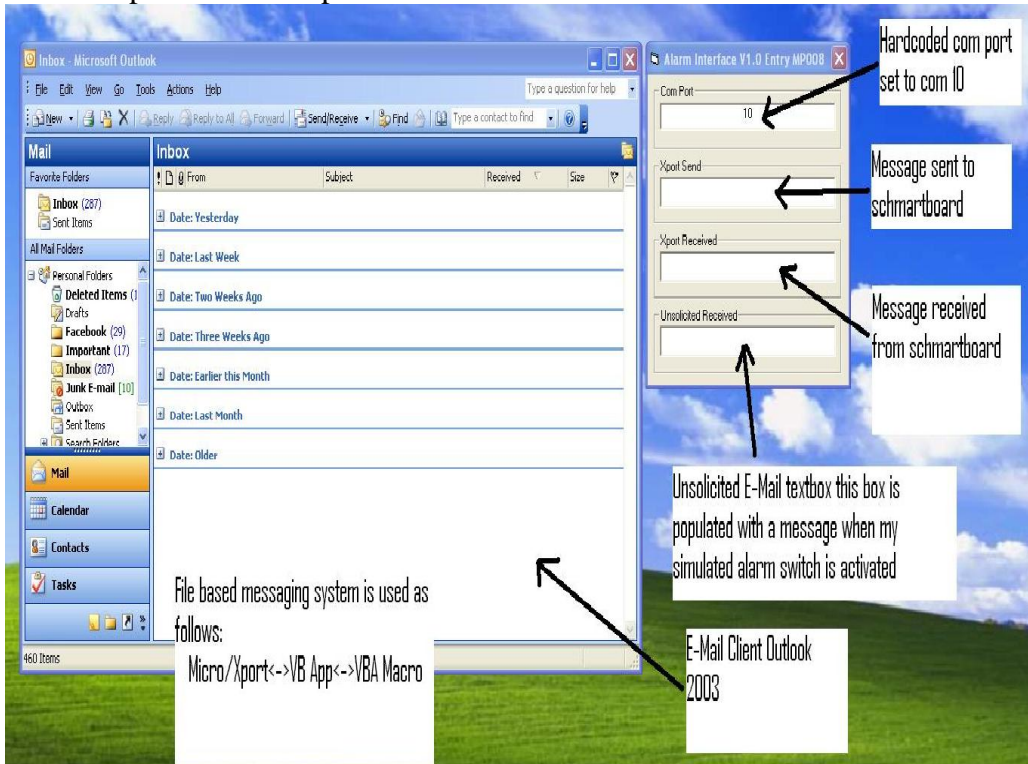 Inbox - Microsoft Outlook
File Edit View Go Tools Actions Help
Type a question for help
New Reply Reply to All Forward Send/Receive Find Type a contact to find
Mail
Favorite Folders
Inbox (287)
Sent Items
All Mail Folders
Personal Folders
Deleted Items (1
Drafts
Facebook (29)
Important (17)
Inbox (287)
Junk E-mail [10]
Outbox
Sent Items
Search Folders
Mail
Calendar
Contacts
Tasks
460 Items
Inbox
From Subject Received Size
Date: Yesterday
Date: Last Week
Date: Two Weeks Ago
Date: Three Weeks Ago
Date: Earlier this Month
Date: Last Month
Date: Older
File based messaging system is used as
follows:
Micro/Xport<->VB App<->VBA Macro
Alarm Interface V1.0 Entry MP008
Com Port
10
Xport Send
Xport Received
Unsolicited Received
Hardcoded com port
set to com 10
Message sent to
schmartboard
Message received
from schmartboard
Unsolicited E-Mail textbox this box is
populated with a message when my
simulated alarm switch is activated
E-Mail Client Outlook
2003